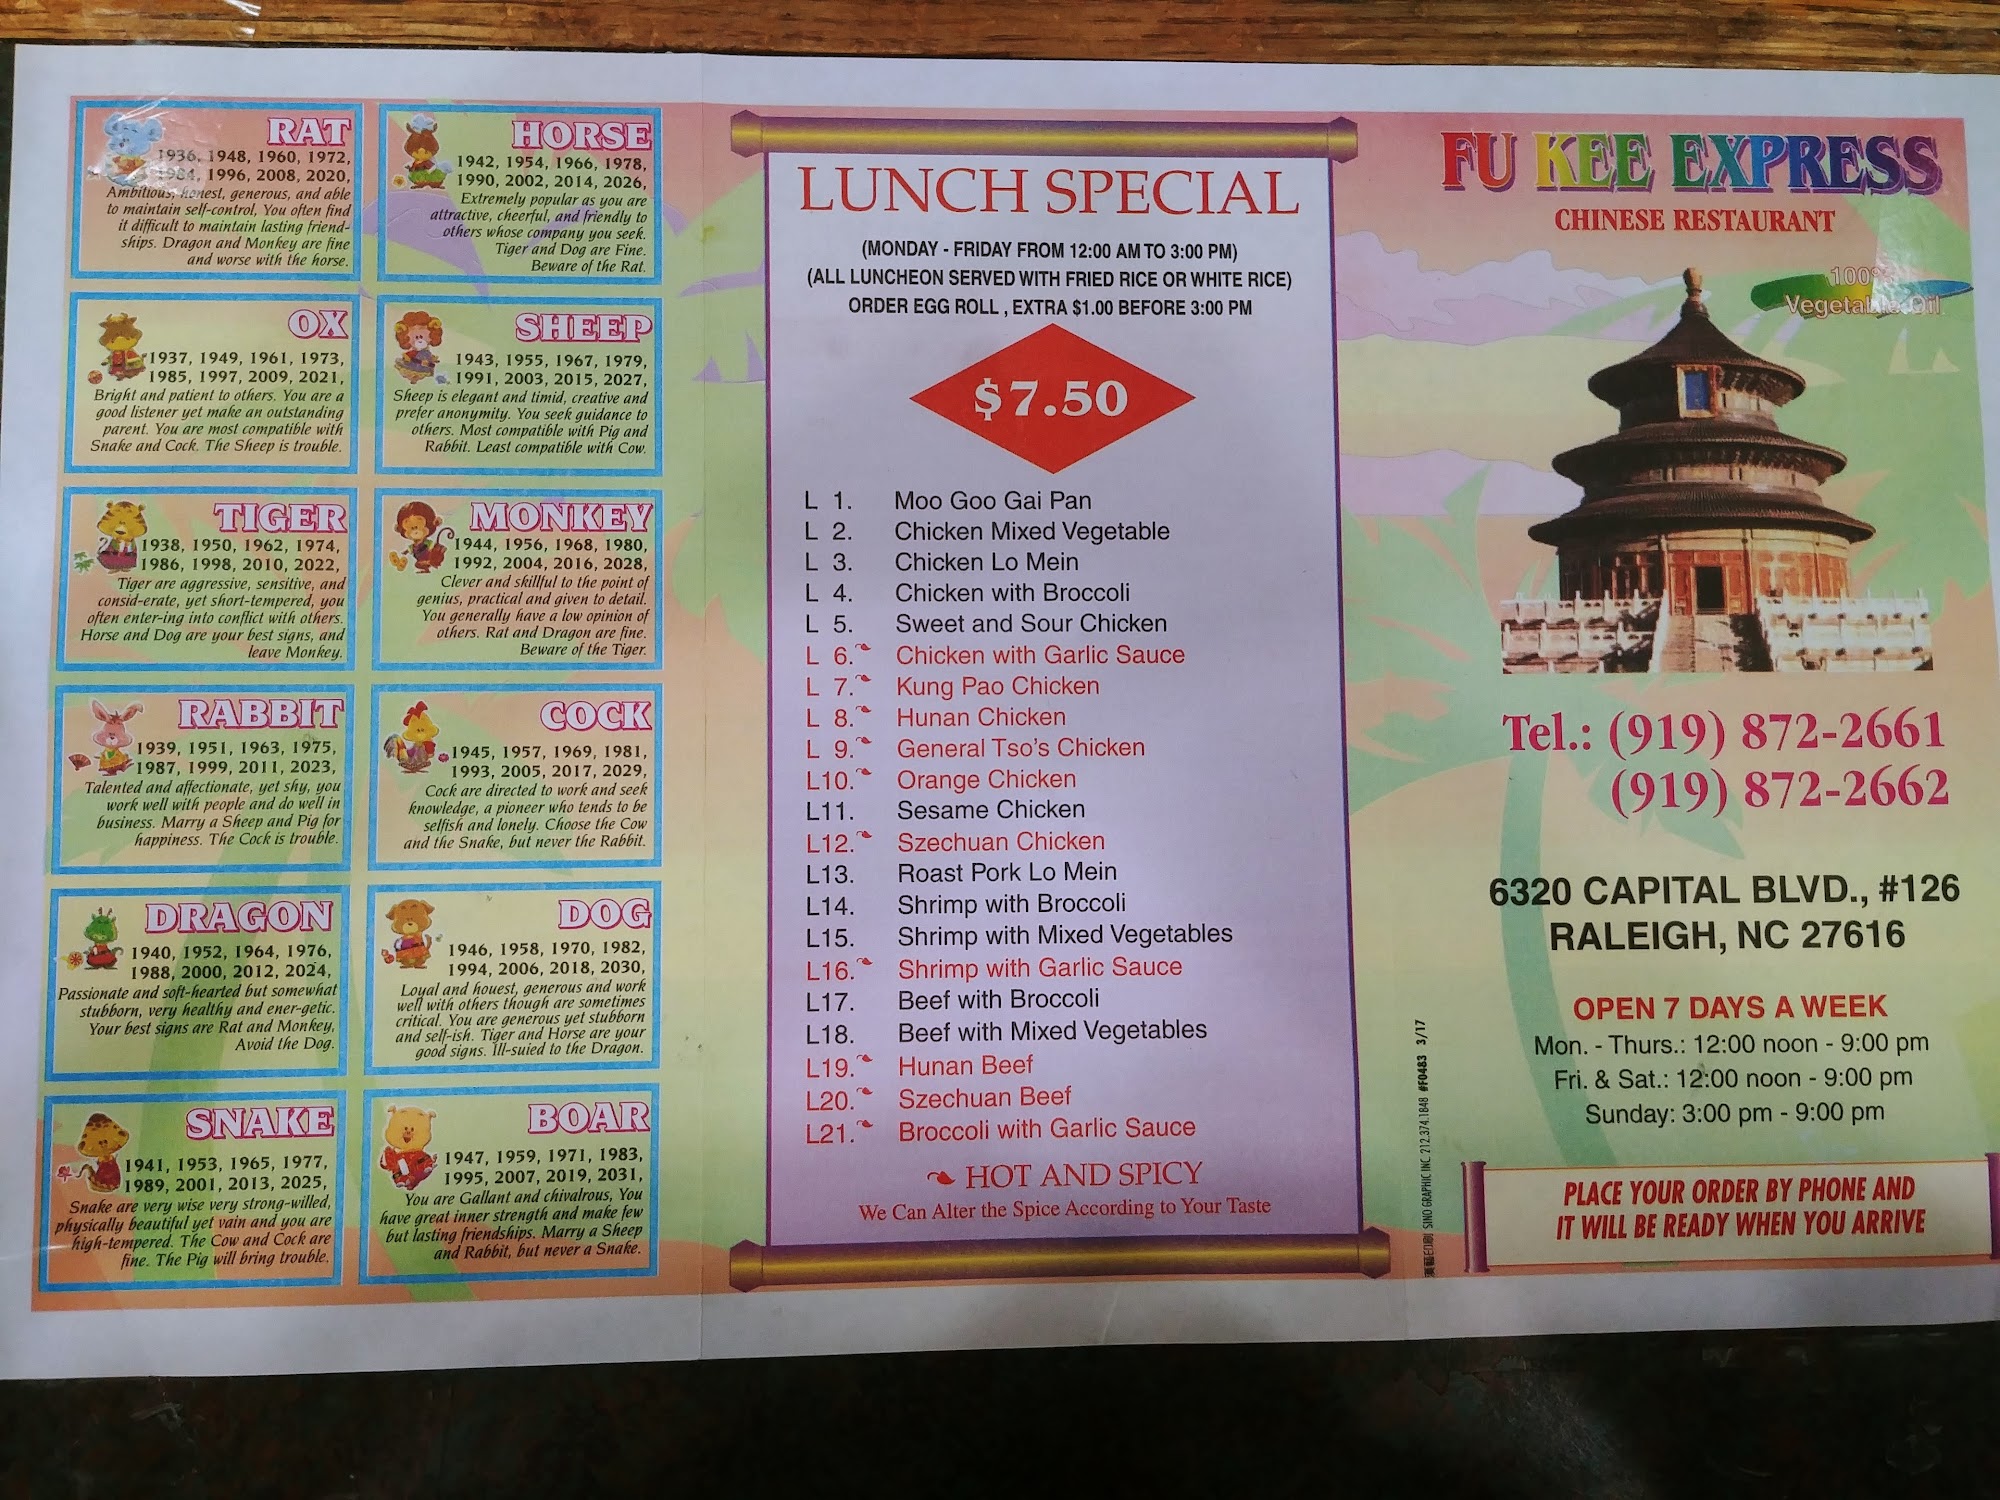 RAT
1936, 1948, 1960, 1972,
1984, 1996, 2008, 2020,
Ambitious, honest, generous, and able
to maintain self-control, You often find
it difficult to maintain lasting friend-
ships. Dragon and Monkey are fine
and worse with the horse.
OX
1937, 1949, 1961, 1973,
1985, 1997, 2009, 2021,
Bright and patient to others. You are a
good listener yet make an outstanding
parent. You are most compatible with
Snake and Cock. The Sheep is trouble.
TIGER
1938, 1950, 1962, 1974,
1986, 1998, 2010, 2022,
Tiger are aggressive, sensitive, and
consid-erate, yet short-tempered, you
often enter-ing into conflict with others.
Horse and Dog are your best signs, and
leave Monkey.
RABBIT
1939, 1951, 1963, 1975,
1987, 1999, 2011, 2023,
Talented and affectionate, yet shy, you
work well with people and do well in
business. Marry a Sheep and Pig for
happiness. The Cock is trouble.
DRAGON
1940, 1952, 1964, 1976,
1988, 2000, 2012, 2024,
Passionate and soft-hearted but somewhat
stubborn, very healthy and ener-getic.
Your best signs are Rat and Monkey,
Avoid the Dog.
SNAKE
1941, 1953, 1965, 1977,
1989, 2001, 2013, 2025,
Snake are very wise very strong-willed,
physically beautiful yet vain and you are
high-tempered. The Cow and Cock are
fine. The Pig will bring trouble.
HORSE
1942, 1954, 1966, 1978,
1990, 2002, 2014, 2026,
Extremely popular as you are
attractive, cheerful, and friendly to
others whose company you seek.
Tiger and Dog are Fine.
Beware of the Rat.
SHEEP
1943, 1955, 1967, 1979,
1991, 2003, 2015, 2027,
Sheep is elegant and timid, creative and
prefer anonymity. You seek guidance to
others. Most compatible with Pig and
Rabbit. Least compatible with Cow.
MONKEY
1944, 1956, 1968, 1980,
1992, 2004, 2016, 2028,
Clever and skillful to the point of
genius, practical and given to detail.
You generally have a low opinion of
others. Rat and Dragon are fine.
Beware of the Tiger.
COCK
1945, 1957, 1969, 1981,
1993, 2005, 2017, 2029,
Cock are directed to work and seek
knowledge, a pioneer who tends to be
selfish and lonely. Choose the Cow
and the Snake, but never the Rabbit.
DOG
1946, 1958, 1970, 1982,
1994, 2006, 2018, 2030,
Loyal and houest, generous and work
well with others though are sometimes
critical. You are generous yet stubborn
and self-ish. Tiger and Horse are your
good signs. Ill-suied to the Dragon.
BOAR
1947, 1959, 1971, 1983,
1995, 2007, 2019, 2031,
You are Gallant and chivalrous, You
have great inner strength and make few
but lasting friendships. Marry a Sheep
and Rabbit, but never a Snake.
LUNCH SPECIAL
(MONDAY - FRIDAY FROM 12:00 AM TO 3:00 PM)
(ALL LUNCHEON SERVED WITH FRIED RICE OR WHITE RICE)
ORDER EGG ROLL , EXTRA $1.00 BEFORE 3:00 PM
$7.50
L 1. Moo Goo Gai Pan
L 2. Chicken Mixed Vegetable
L 3. Chicken Lo Mein
L 4. Chicken with Broccoli
L 5. Sweet and Sour Chicken
L 6. Chicken with Garlic Sauce
L 7. Kung Pao Chicken
L 8. Hunan Chicken
L 9. General Tso's Chicken
L10. Orange Chicken
L11. Sesame Chicken
L12. Szechuan Chicken
L13. Roast Pork Lo Mein
L14. Shrimp with Broccoli
L15. Shrimp with Mixed Vegetables
L16. Shrimp with Garlic Sauce
L17. Beef with Broccoli
L18. Beef with Mixed Vegetables
L19. Hunan Beef
L20. Szechuan Beef
L21. Broccoli with Garlic Sauce
HOT AND SPICY
We Can Alter the Spice According to Your Taste
SINO GRAPHIC INC. 212.374.1848 #F0483 3/17
FU KEE EXPRESS
CHINESE RESTAURANT
100%
Vegetable Oil
Tel.: (919) 872-2661
(919) 872-2662
6320 CAPITAL BLVD., #126
RALEIGH, NC 27616
OPEN 7 DAYS A WEEK
Mon. - Thurs.: 12:00 noon - 9:00 pm
Fri. & Sat.: 12:00 noon - 9:00 pm
Sunday: 3:00 pm - 9:00 pm
PLACE YOUR ORDER BY PHONE AND
IT WILL BE READY WHEN YOU ARRIVE